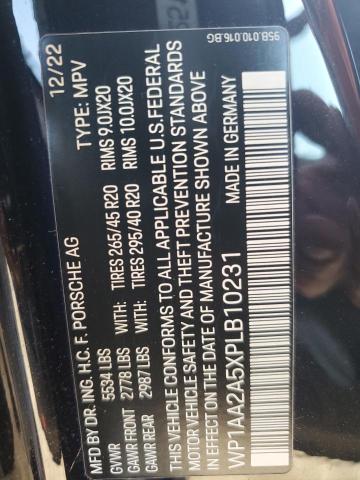 95B.010.016.BG
12/22
TYPE: MPV
MFD BY DR. ING. H.C. F. PORSCHE AG
GVWR 5534 LBS
GAWR FRONT 2778 LBS TIRES 265/45 R20 RIMS 9.0JX20
GAWR REAR 2987 LBS TIRES 295/40 R20 RIMS 10.0JX20
THIS VEHICLE CONFORMS TO ALL APPLICABLE U.S. FEDERAL
MOTOR VEHICLE SAFETY AND THEFT PREVENTION STANDARDS
IN EFFECT ON THE DATE OF MANUFACTURE SHOWN ABOVE
WP1AA2A5XPLB10231 MADE IN GERMANY